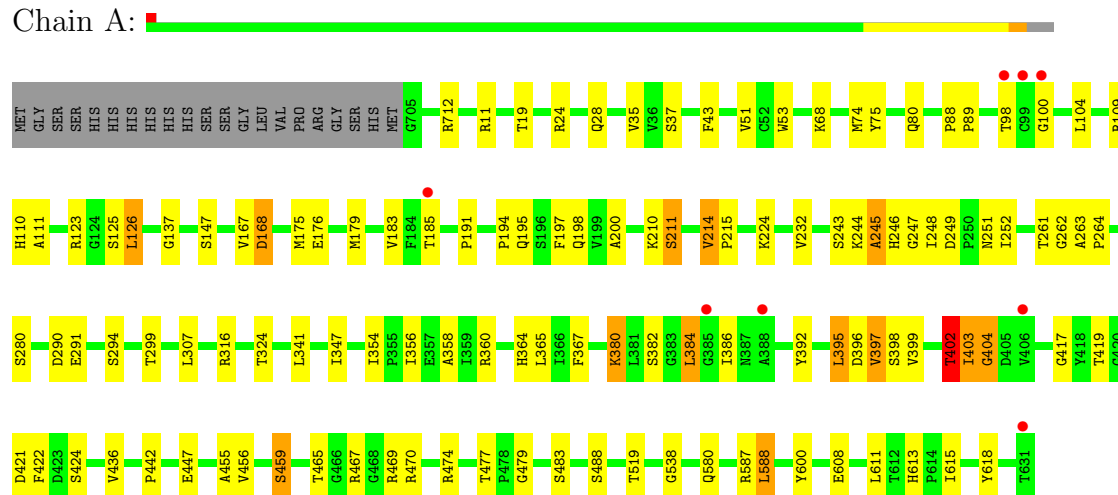 Chain A:
MET GLY SER SER HIS HIS HIS HIS HIS HIS SER SER GLY LEU VAL PRO ARG GLY SER HIS MET G705 R712 R11 T19 R24 Q28 V35 V36 S37 F43 V51 C52 W53 K68 M74 Y75 Q80 P88 P89 T98 C99 G100 L104
H110 A111 R123 G124 S125 L126 G137 S147 V167 D168 M175 E176 M179 V183 F184 T185 P191 P194 Q195 S196 F197 Q198 V199 A200 K210 S211 V214 P215 K224 V232 S243 K244 A245 H246 G247 I248 D249 P250 N251 I252 T261 G262 A263 P264
S280 D290 E291 S294 T299 L307 R316 T324 L341 I347 I354 P355 I356 E357 A358 I359 R360 H364 L365 I366 F367 K380 L381 S382 G383 L384 G385 I386 N387 A388 Y392 L395 D396 V397 S398 V399 T402 I403 G404 D405 V406 G417 Y418 T419
D421 F422 D423 S424 V436 P442 E447 A455 V456 S459 T465 G466 R467 G468 R469 R470 R474 T477 P478 G479 S483 S488 T519 G538 Q580 R587 L588 Y600 E608 L611 T612 H613 P614 I615 Y618 T631